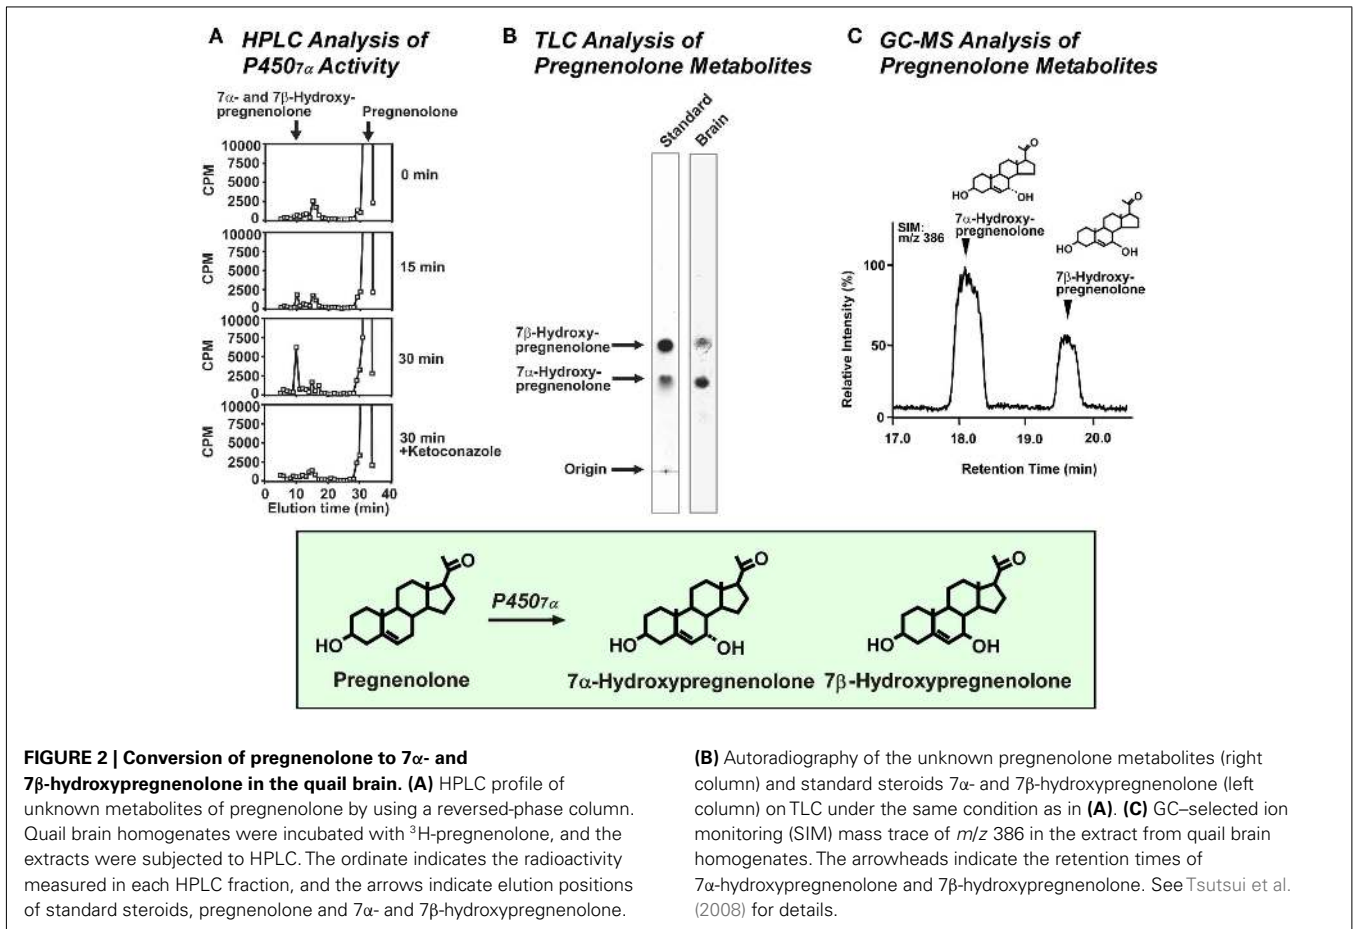 A HPLC Analysis of
P4507α Activity
7α- and 7β-Hydroxy-
pregnenolone
Pregnenolone
10000
7500
5000
2500
0
CPM
0 min
10000
7500
5000
2500
0
CPM
15 min
10000
7500
5000
2500
0
CPM
30 min
10000
7500
5000
2500
0
CPM
30 min
+Ketoconazole
0 10 20 30 40
Elution time (min)
B TLC Analysis of
Pregnenolone Metabolites
Standard
Brain
7β-Hydroxy-
pregnenolone
7α-Hydroxy-
pregnenolone
Origin
C GC-MS Analysis of
Pregnenolone Metabolites
O
HO
OH
O
HO
OH
SIM:
m/z 386
7α-Hydroxy-
pregnenolone
7β-Hydroxy-
pregnenolone
100
50
0
Relative Intensity (%)
17.0 18.0 19.0 20.0
Retention Time (min)
O
HO
Pregnenolone
P4507α
O
HO
OH
7α-Hydroxypregnenolone
O
HO
OH
7β-Hydroxypregnenolone
FIGURE 2 | Conversion of pregnenolone to 7α- and
7β-hydroxypregnenolone in the quail brain. (A) HPLC profile of
unknown metabolites of pregnenolone by using a reversed-phase column.
Quail brain homogenates were incubated with ³H-pregnenolone, and the
extracts were subjected to HPLC. The ordinate indicates the radioactivity
measured in each HPLC fraction, and the arrows indicate elution positions
of standard steroids, pregnenolone and 7α- and 7β-hydroxypregnenolone.
(B) Autoradiography of the unknown pregnenolone metabolites (right
column) and standard steroids 7α- and 7β-hydroxypregnenolone (left
column) on TLC under the same condition as in (A). (C) GC–selected ion
monitoring (SIM) mass trace of m/z 386 in the extract from quail brain
homogenates. The arrowheads indicate the retention times of
7α-hydroxypregnenolone and 7β-hydroxypregnenolone. See Tsutsui et al.
(2008) for details.